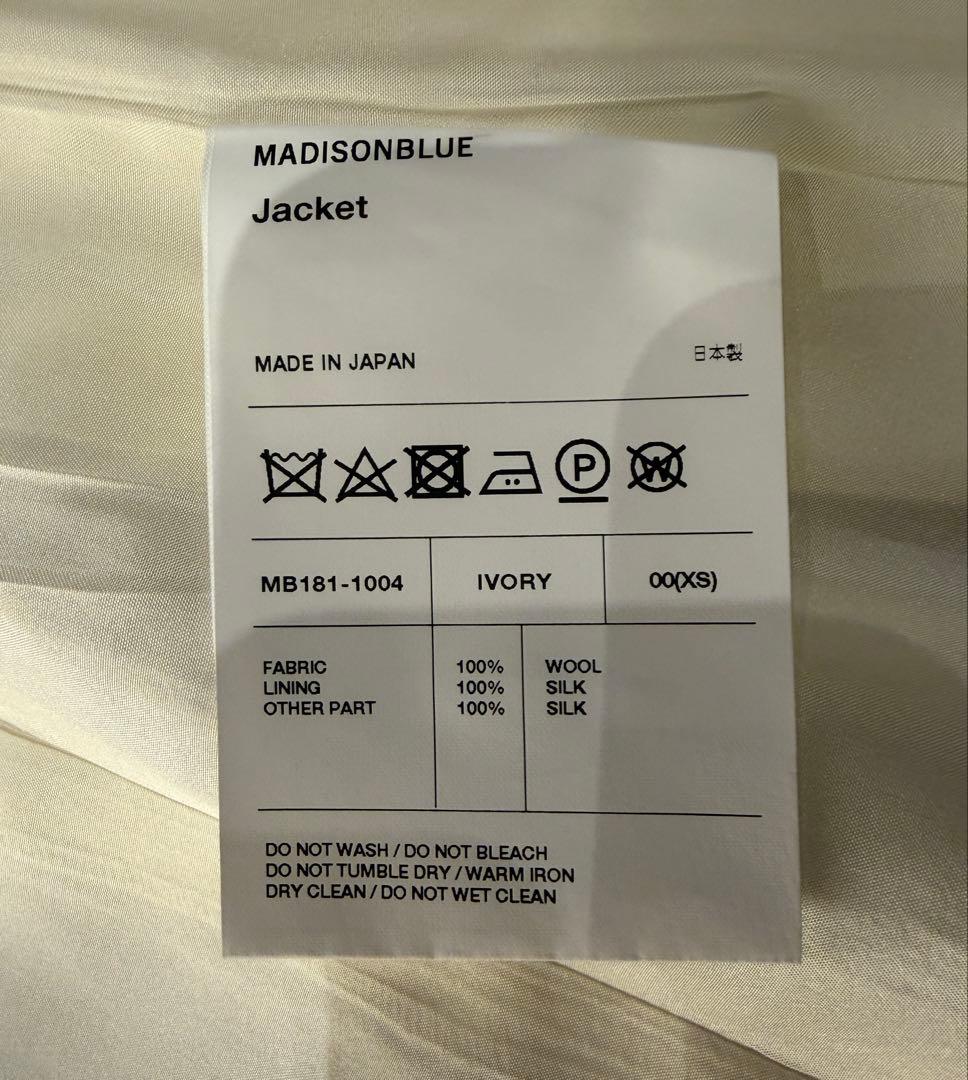 MADISONBLUE
Jacket
MADE IN JAPAN 日本製
P W
MB181-1004 IVORY 00(XS)
FABRIC 100% WOOL
LINING 100% SILK
OTHER PART 100% SILK
DO NOT WASH / DO NOT BLEACH
DO NOT TUMBLE DRY / WARM IRON
DRY CLEAN / DO NOT WET CLEAN